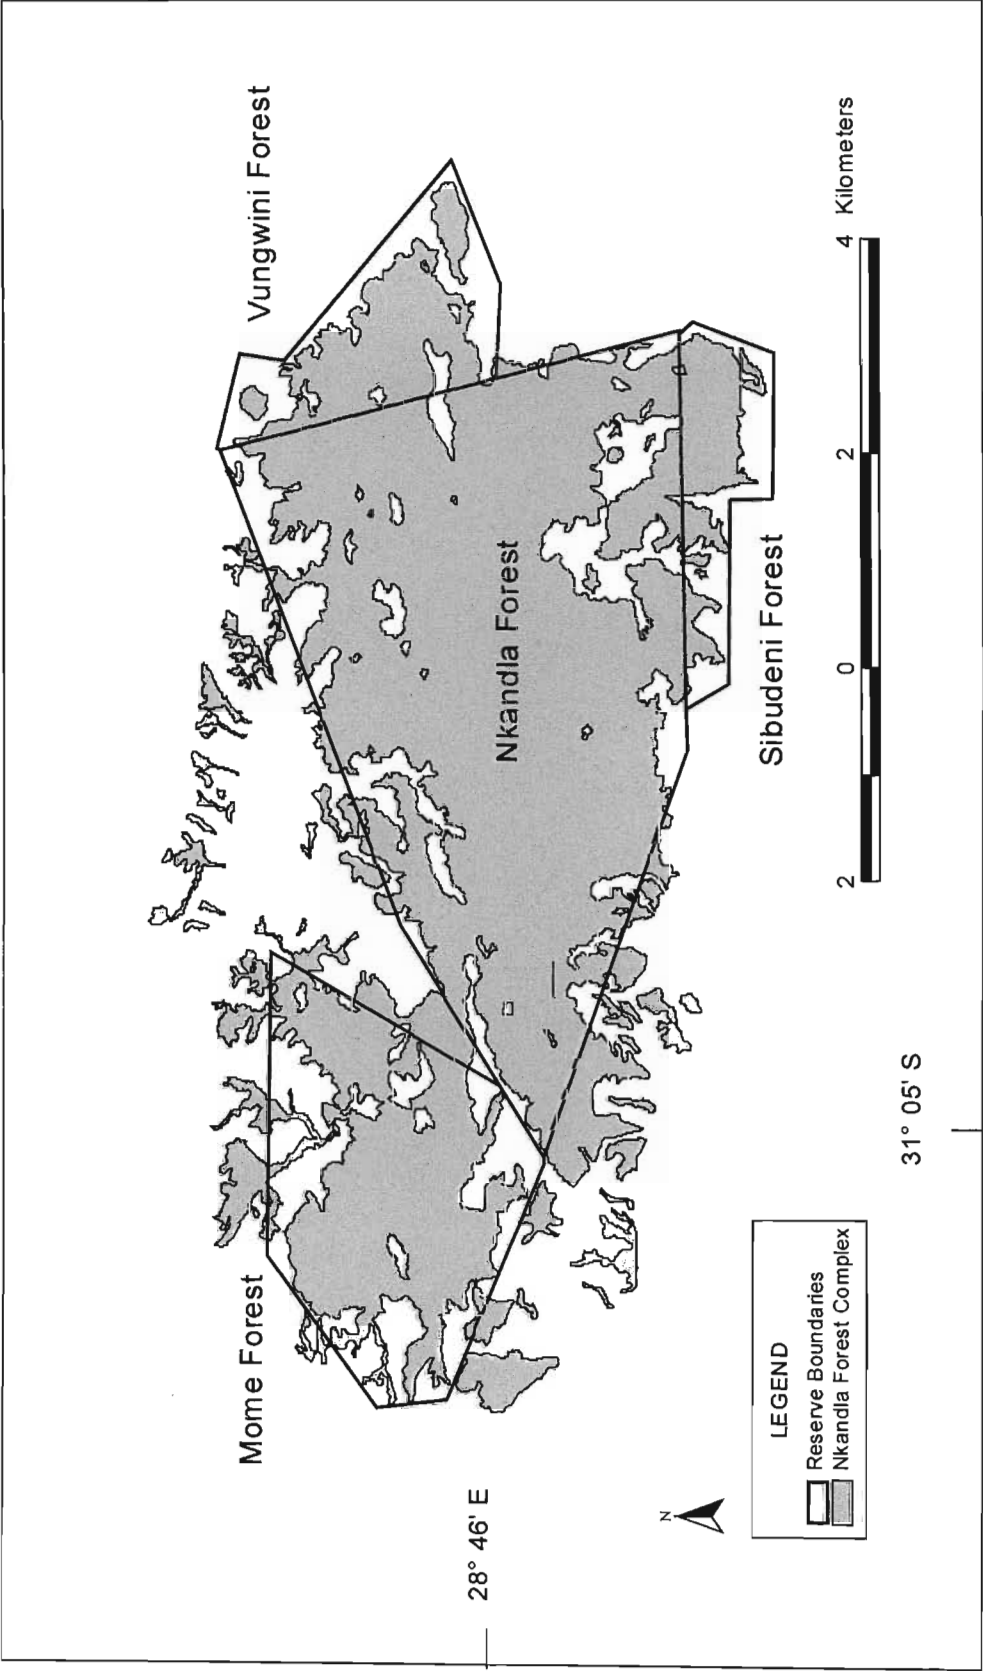 Vungwini Forest
Mome Forest
Nkandla Forest
Sibudeni Forest
28° 46' E
N
LEGEND
Reserve Boundaries
Nkandla Forest Complex
2 0 2 4 Kilometers
31° 05' S